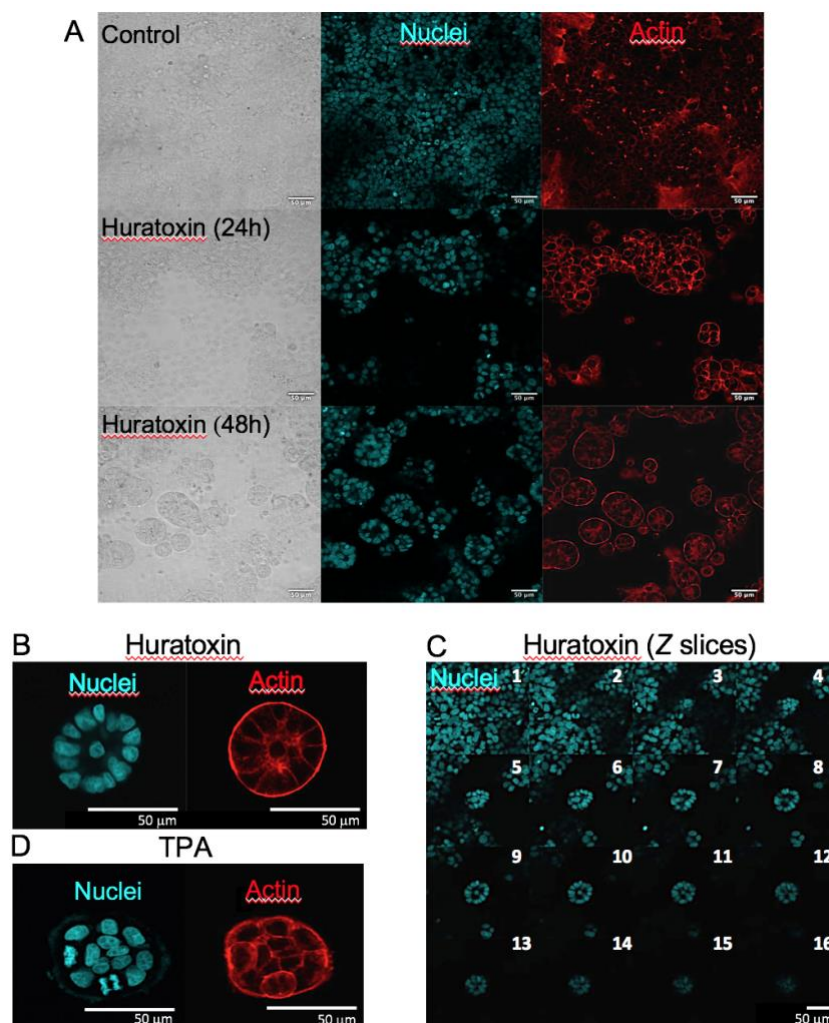 A
Control
Nuclei
Actin
50 µm
50 µm
50 µm
Huratoxin (24h)
50 µm
50 µm
50 µm
Huratoxin (48h)
50 µm
50 µm
50 µm
B
Huratoxin
Nuclei
Actin
50 µm
50 µm
C
Huratoxin (Z slices)
Nuclei
1 2 3 4
5 6 7 8
9 10 11 12
13 14 15 16
50 µm
D
TPA
Nuclei
Actin
50 µm
50 µm